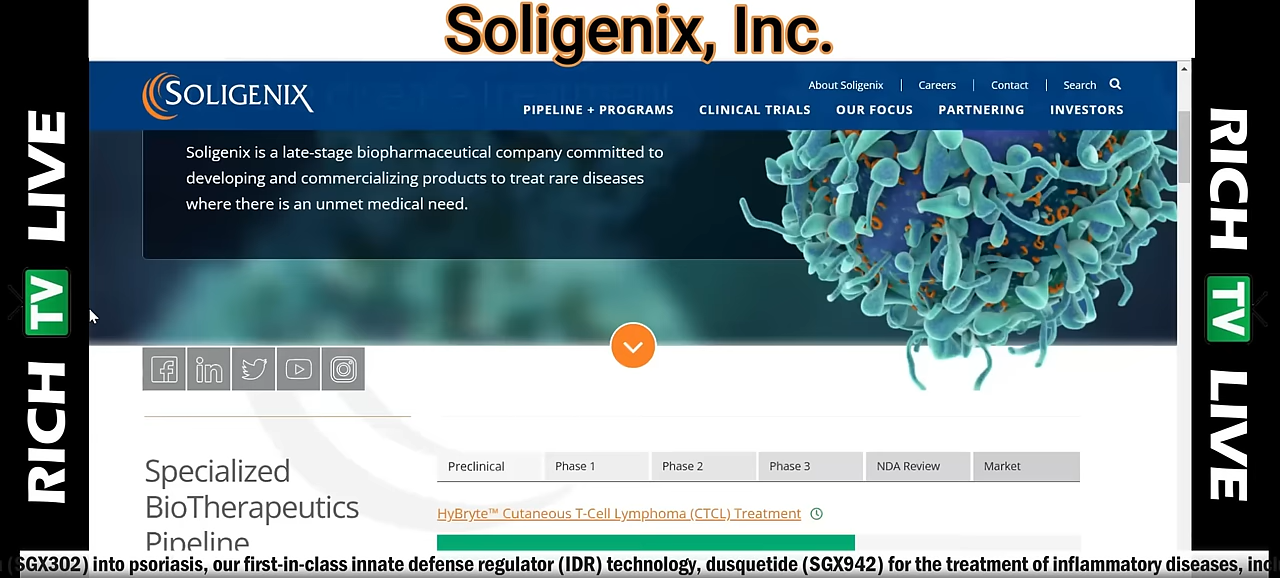 Soligenix, Inc.
SOLIGENIX
About Soligenix
Careers
Contact
Search
PIPELINE + PROGRAMS
CLINICAL TRIALS
OUR FOCUS
PARTNERING
INVESTORS
Soligenix is a late-stage biopharmaceutical company committed to
developing and commercializing products to treat rare diseases
where there is an unmet medical need.
RICH TV LIVE
RICH TV LIVE
Specialized
BioTherapeutics
Pipeline
Preclinical
Phase 1
Phase 2
Phase 3
NDA Review
Market
HyBryte™ Cutaneous T-Cell Lymphoma (CTCL) Treatment
(SGX302) into psoriasis, our first-in-class innate defense regulator (IDR) technology, dusquetide (SGX942) for the treatment of inflammatory diseases,